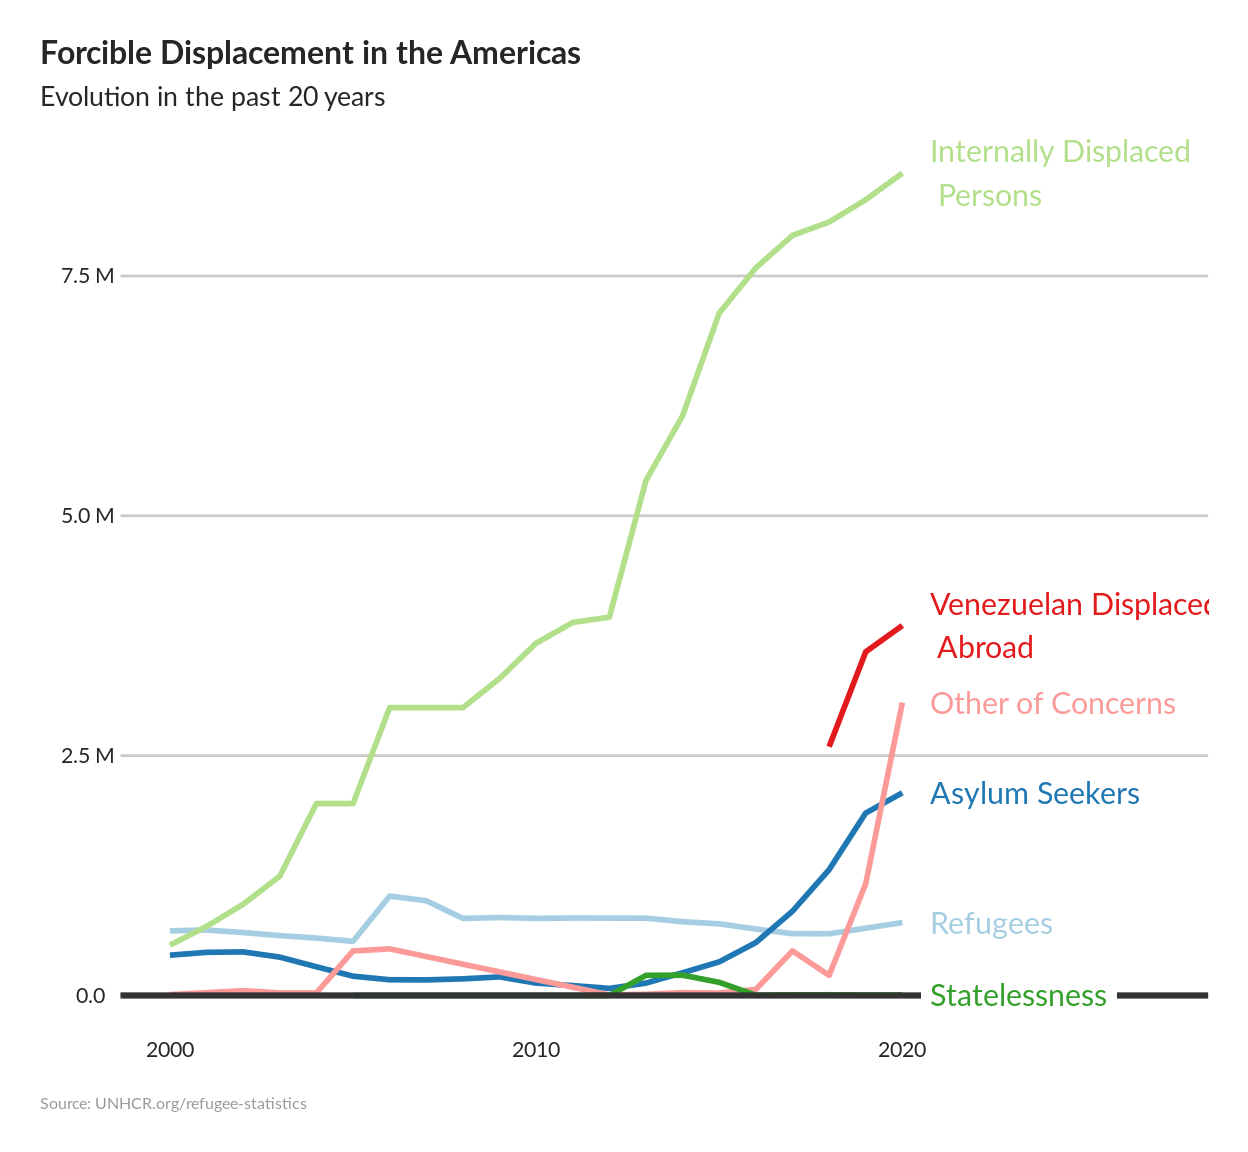 Forcible Displacement in the Americas
Evolution in the past 20 years
Internally Displaced
Persons
7.5 M
5.0 M
Venezuelan Displaced
Abroad
Other of Concerns
2.5 M
Asylum Seekers
Refugees
0.0
Statelessness
2000
2010
2020
Source: UNHCR.org/refugee-statistics